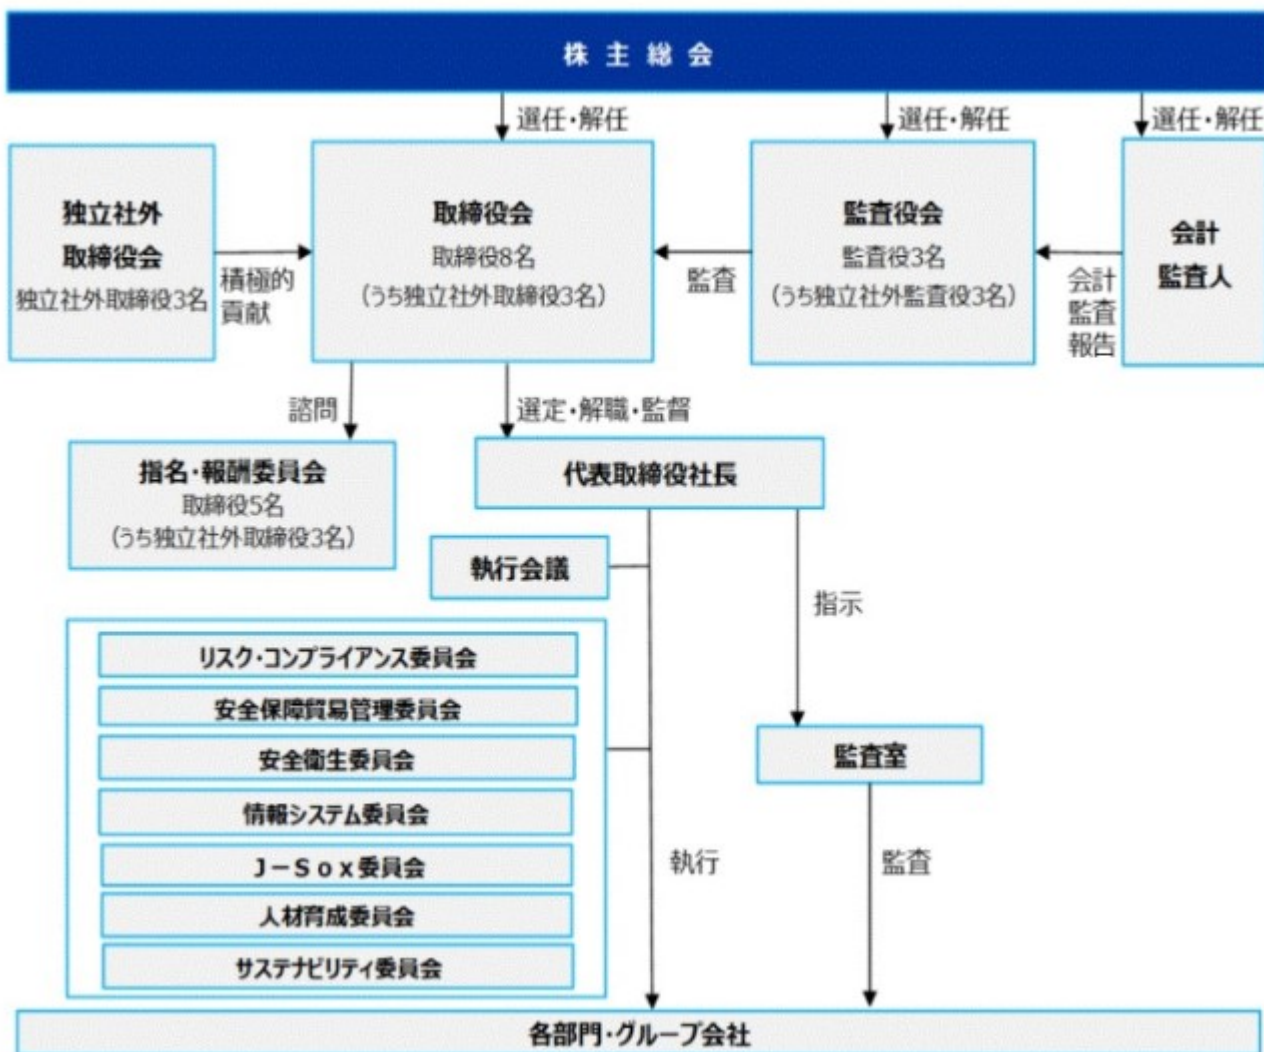 株主総会
選任・解任
選任・解任
選任・解任
独立社外
取締役会
独立社外取締役3名
積極的
貢献
取締役会
取締役8名
(うち独立社外取締役3名)
監査
監査役会
監査役3名
(うち独立社外監査役3名)
会計
監査
報告
会計
監査人
諮問
選定・解職・監督
指名・報酬委員会
取締役5名
(うち独立社外取締役3名)
代表取締役社長
執行会議
指示
リスク・コンプライアンス委員会
安全保障貿易管理委員会
安全衛生委員会
情報システム委員会
J-Sox委員会
人材育成委員会
サステナビリティ委員会
監査室
執行
監査
各部門・グループ会社